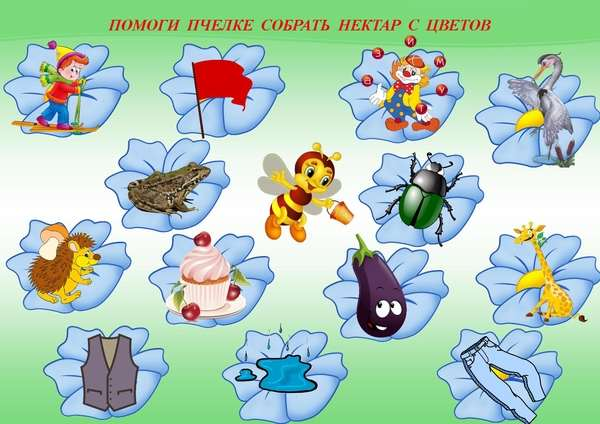 ПОМОГИ ПЧЕЛКЕ СОБРАТЬ НЕКТАР С ЦВЕТОВ
З И М
А Т У